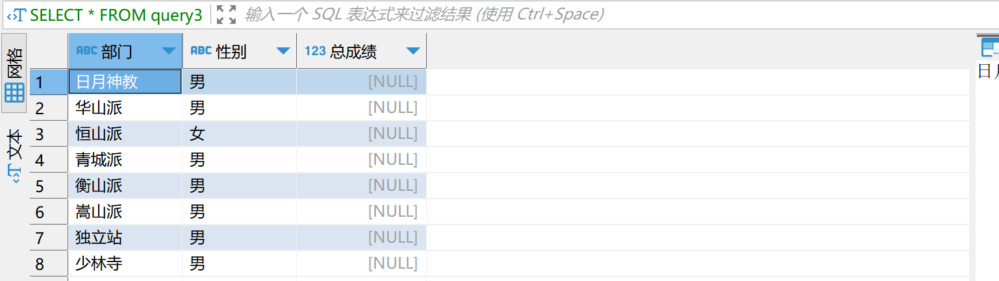 SELECT * FROM query3 输入一个 SQL 表达式来过滤结果 (使用 Ctrl+Space)
网格
文本
ABC 部门 ABC 性别 123 总成绩
1 日月神教 男 [NULL]
2 华山派 男 [NULL]
3 恒山派 女 [NULL]
4 青城派 男 [NULL]
5 衡山派 男 [NULL]
6 嵩山派 男 [NULL]
7 独立站 男 [NULL]
8 少林寺 男 [NULL]
日